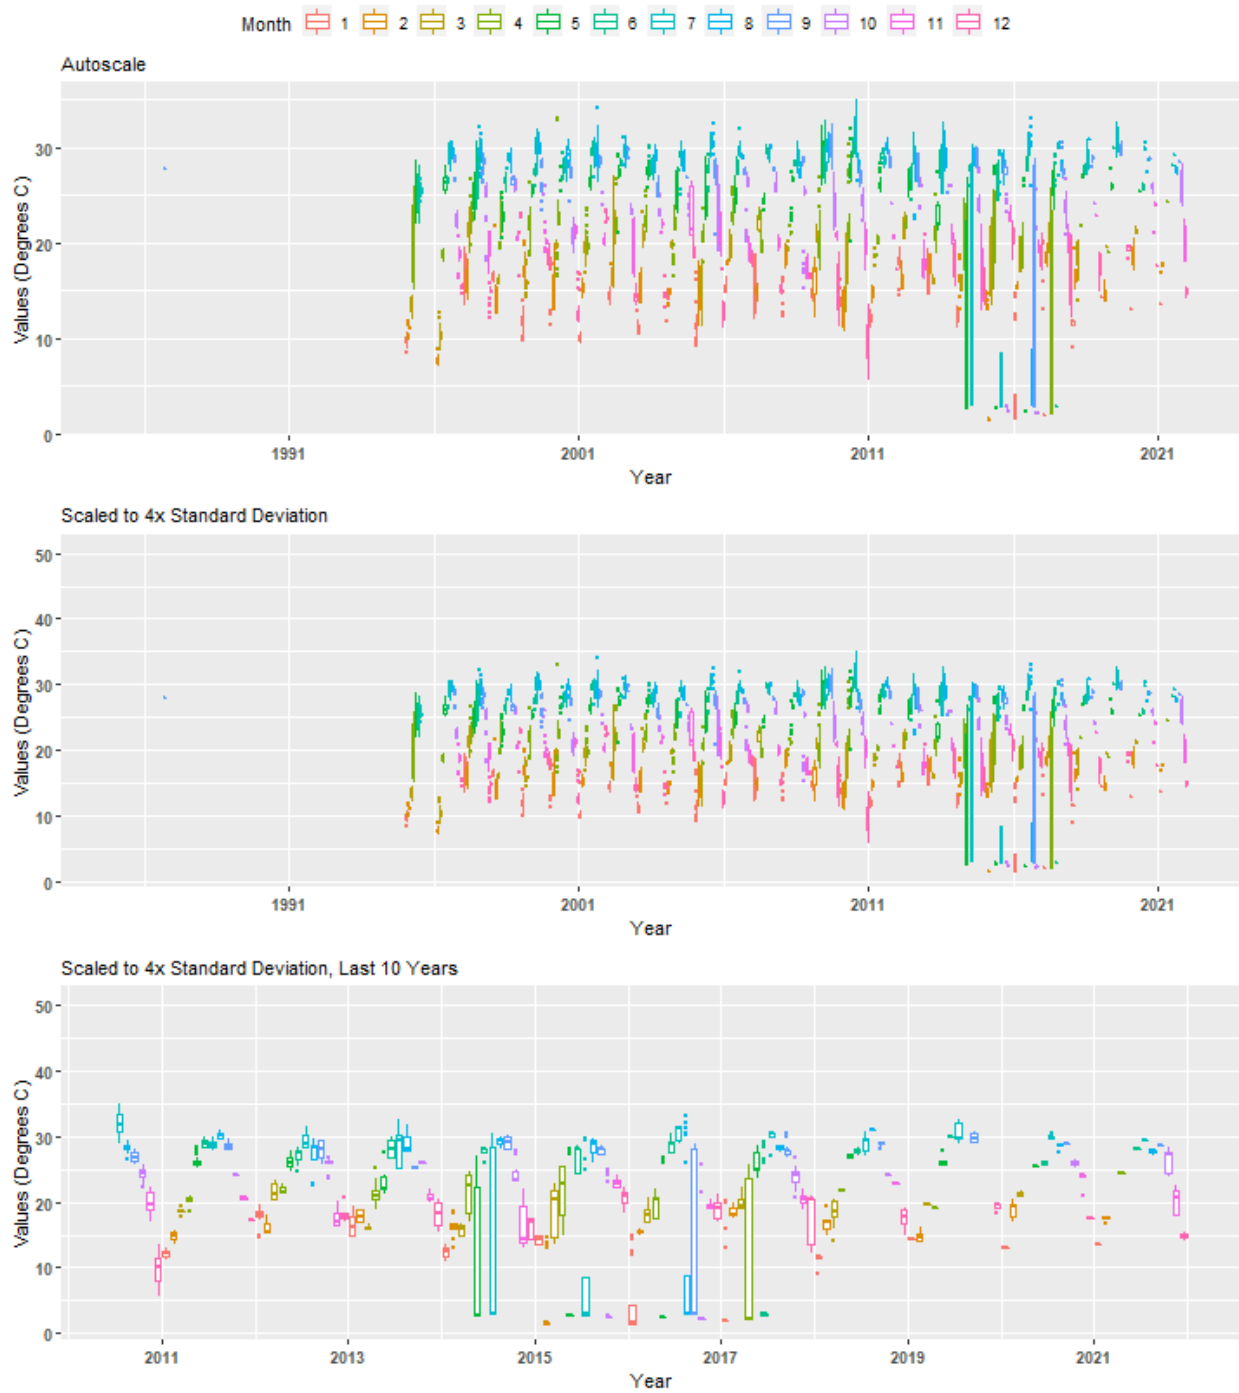 Month 1 2 3 4 5 6 7 8 9 10 11 12
Autoscale
Values (Degrees C)
30
20
10
0
1991 2001 2011 2021
Year
Scaled to 4x Standard Deviation
Values (Degrees C)
50
40
30
20
10
0
1991 2001 2011 2021
Year
Scaled to 4x Standard Deviation, Last 10 Years
Values (Degrees C)
50
40
30
20
10
0
2011 2013 2015 2017 2019 2021
Year